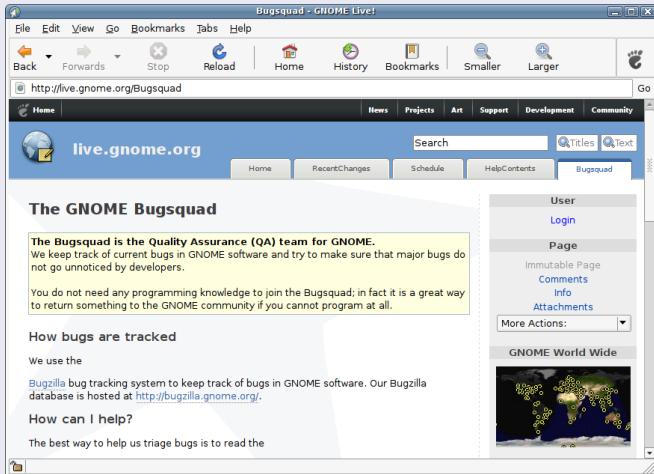 Bugsquad - GNOME Live!
File Edit View Go Bookmarks Tabs Help
Back Forwards Stop Reload Home History Bookmarks Smaller Larger
http://live.gnome.org/Bugsquad Go
Home News Projects Art Support Development Community
live.gnome.org Search Titles Text
Home RecentChanges Schedule HelpContents Bugsquad
The GNOME Bugsquad
The Bugsquad is the Quality Assurance (QA) team for GNOME.
We keep track of current bugs in GNOME software and try to make sure that major bugs do
not go unnoticed by developers.
You do not need any programming knowledge to join the Bugsquad; in fact it is a great way
to return something to the GNOME community if you cannot program at all.
How bugs are tracked
We use the
Bugzilla bug tracking system to keep track of bugs in GNOME software. Our Bugzilla
database is hosted at http://bugzilla.gnome.org/.
How can I help?
The best way to help us triage bugs is to read the
User
Login
Page
Immutable Page
Comments
Info
Attachments
More Actions:
GNOME World Wide